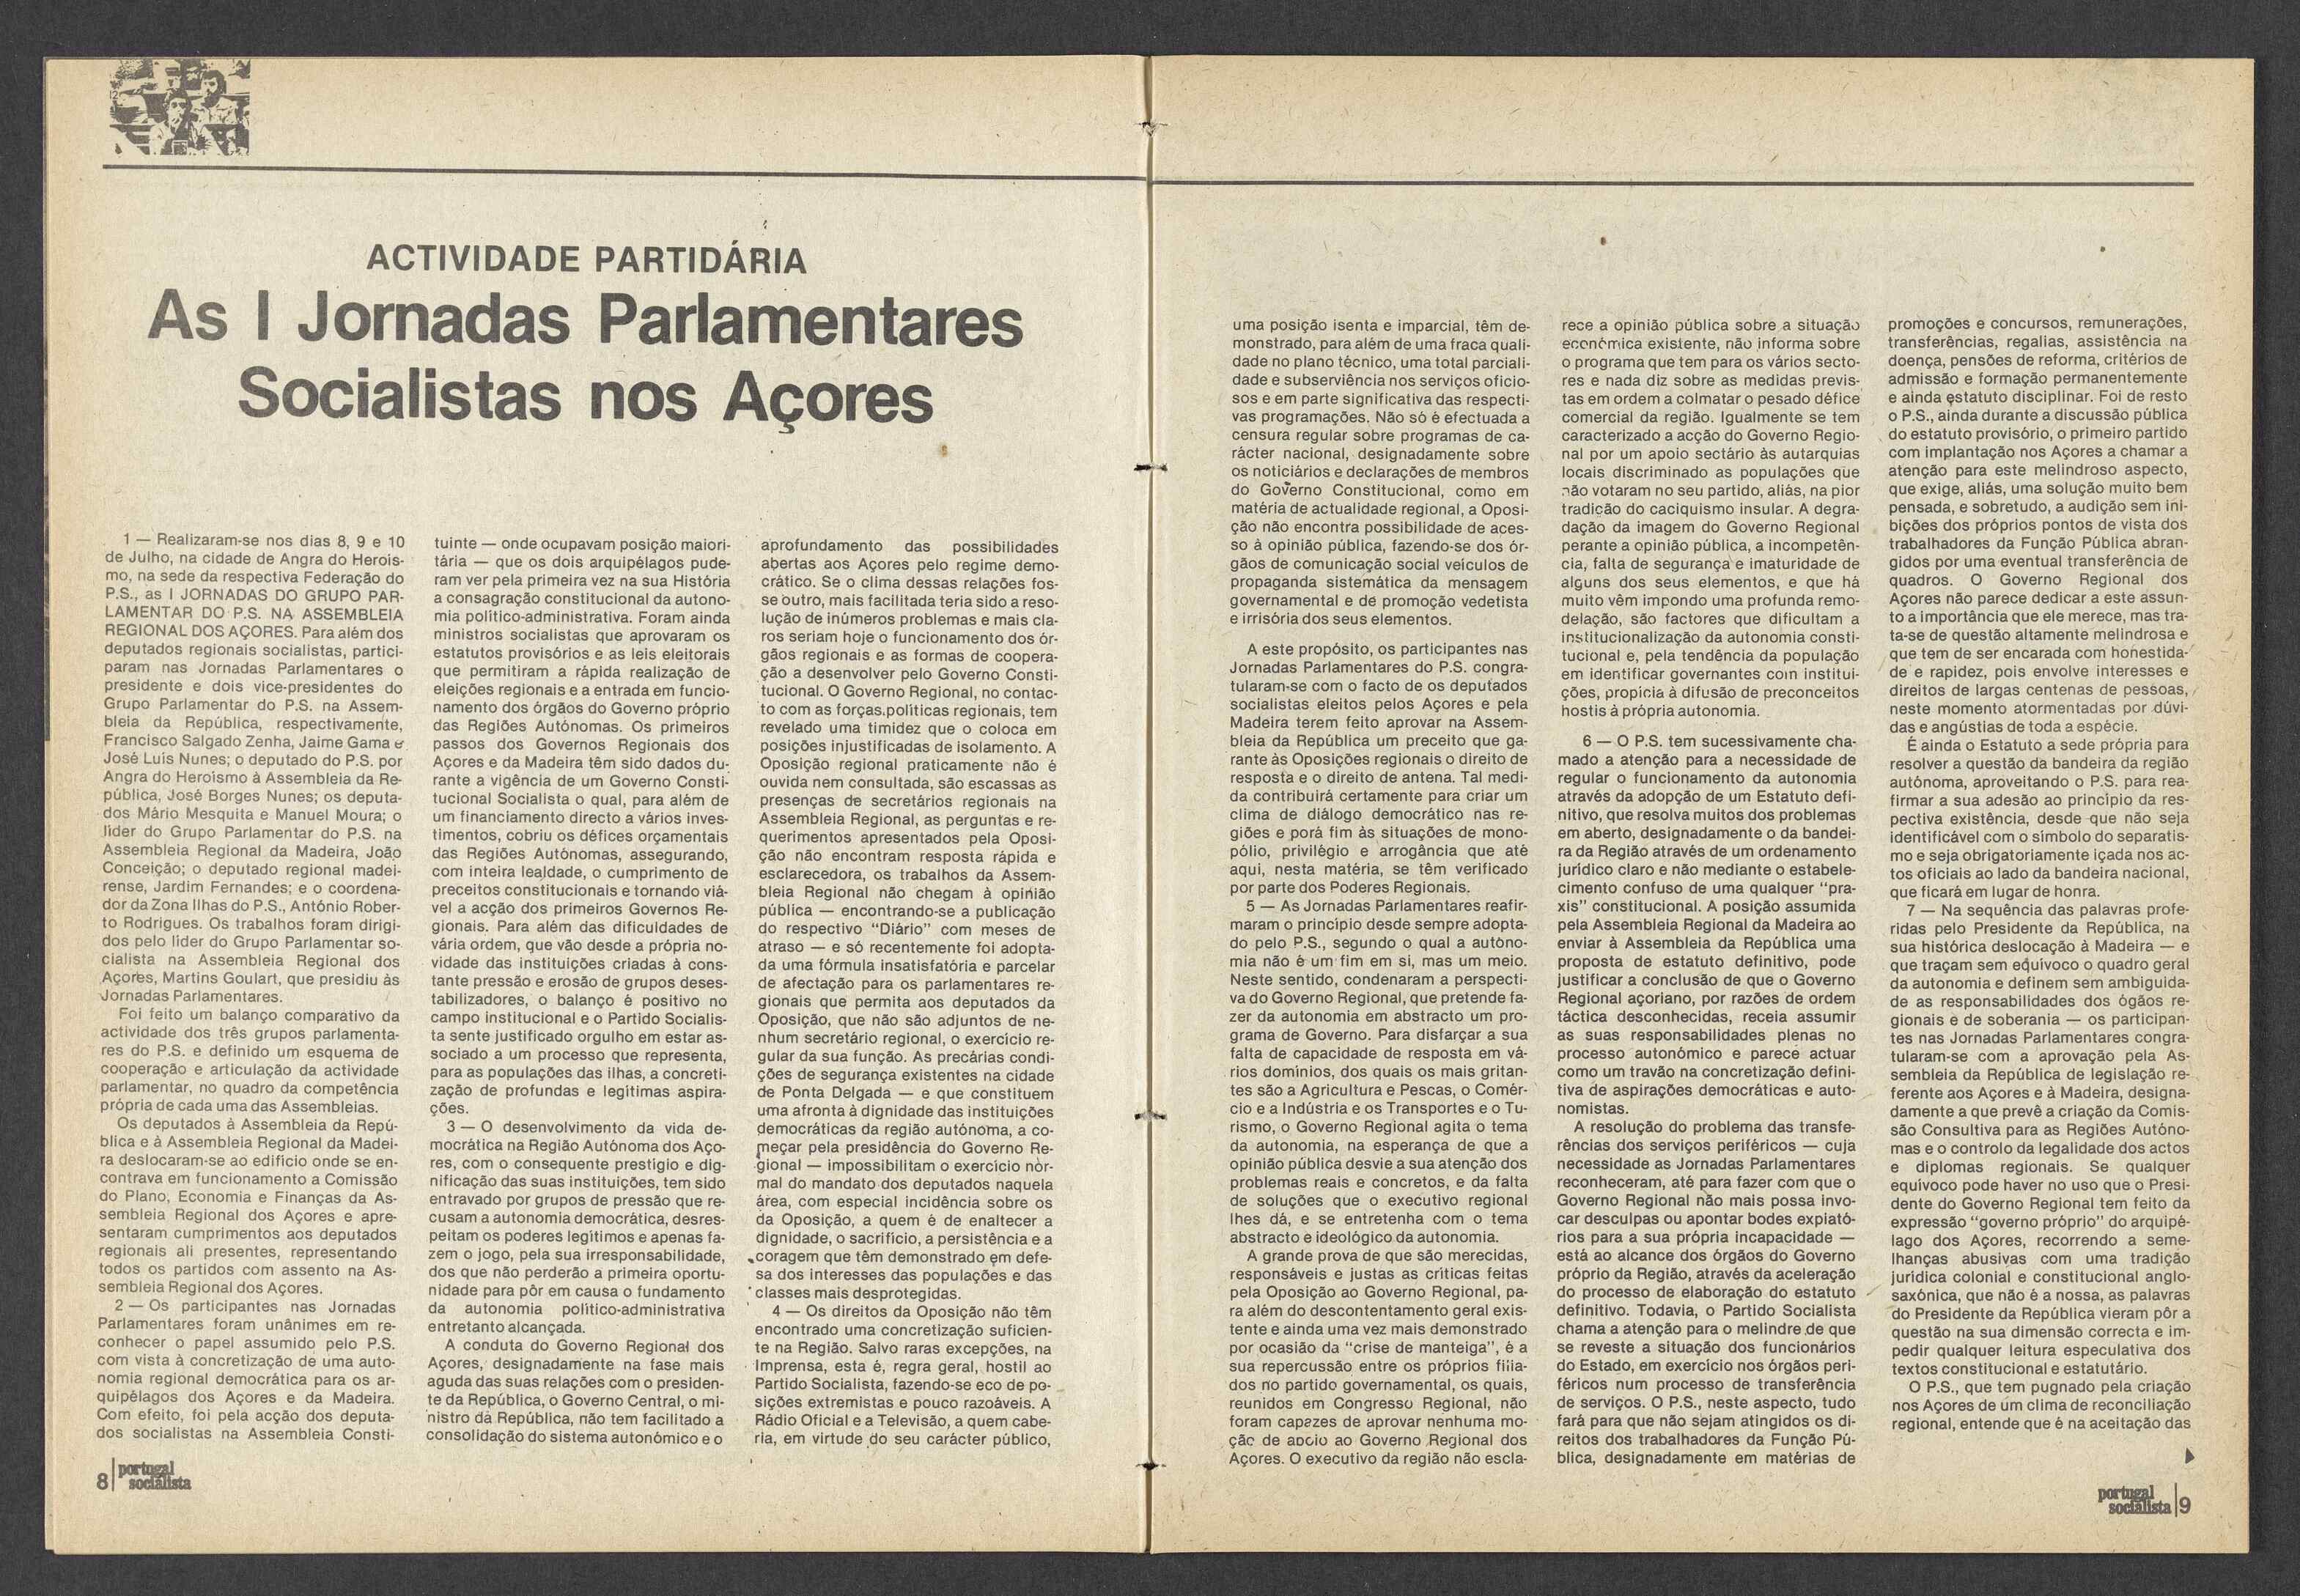 ACTIVIDADE PARTIDÁRIA
As I Jornadas Parlamentares
Socialistas nos Açores
1 — Realizaram-se nos dias 8, 9 e 10
de Julho, na cidade de Angra do Herois-
mo, na sede da respectiva Federação do
P.S., as I JORNADAS DO GRUPO PAR-
LAMENTAR DO P.S. NA ASSEMBLEIA
REGIONAL DOS AÇORES. Para além dos
deputados regionais socialistas, partici-
param nas Jornadas Parlamentares o
presidente e dois vice-presidentes do
Grupo Parlamentar do P.S. na Assem-
bleia da República, respectivamente,
Francisco Salgado Zenha, Jaime Gama e
José Luís Nunes; o deputado do P.S. por
Angra do Heroísmo à Assembleia da Re-
pública, José Borges Nunes; os deputa-
dos Mário Mesquita e Manuel Moura; o
líder do Grupo Parlamentar do P.S. na
Assembleia Regional da Madeira, João
Conceição; o deputado regional madei-
rense, Jardim Fernandes; e o coordena-
dor da Zona Ilhas do P.S., António Rober-
to Rodrigues. Os trabalhos foram dirigi-
dos pelo líder do Grupo Parlamentar so-
cialista na Assembleia Regional dos
Açores, Martins Goulart, que presidiu às
Jornadas Parlamentares.
Foi feito um balanço comparativo da
actividade dos três grupos parlamenta-
res do P.S. e definido um esquema de
cooperação e articulação da actividade
parlamentar, no quadro da competência
própria de cada uma das Assembleias.
Os deputados à Assembleia da Repú-
blica e à Assembleia Regional da Madei-
ra deslocaram-se ao edifício onde se en-
contrava em funcionamento a Comissão
do Plano, Economia e Finanças da As-
sembleia Regional dos Açores e apre-
sentaram cumprimentos aos deputados
regionais ali presentes, representando
todos os partidos com assento na As-
sembleia Regional dos Açores.
2 — Os participantes nas Jornadas
Parlamentares foram unânimes em re-
conhecer o papel assumido pelo P.S.
com vista à concretização de uma auto-
nomia regional democrática para os ar-
quipélagos dos Açores e da Madeira.
Com efeito, foi pela acção dos deputa-
dos socialistas na Assembleia Consti-
tuinte — onde ocupavam posição maiori-
tária — que os dois arquipélagos pude-
ram ver pela primeira vez na sua História
a consagração constitucional da autono-
mia político-administrativa. Foram ainda
ministros socialistas que aprovaram os
estatutos provisórios e as leis eleitorais
que permitiram a rápida realização de
eleições regionais e a entrada em funcio-
namento dos órgãos do Governo próprio
das Regiões Autónomas. Os primeiros
passos dos Governos Regionais dos
Açores e da Madeira têm sido dados du-
rante a vigência de um Governo Consti-
tucional Socialista o qual, para além de
um financiamento directo a vários inves-
timentos, cobriu os défices orçamentais
das Regiões Autónomas, assegurando,
com inteira lealdade, o cumprimento de
preceitos constitucionais e tornando viá-
vel a acção dos primeiros Governos Re-
gionais. Para além das dificuldades de
vária ordem, que vão desde a própria no-
vidade das instituições criadas à cons-
tante pressão e erosão de grupos deses-
tabilizadores, o balanço é positivo no
campo institucional e o Partido Socialis-
ta sente justificado orgulho em estar as-
sociado a um processo que representa,
para as populações das ilhas, a concreti-
zação de profundas e legítimas aspira-
ções.
3 — O desenvolvimento da vida de-
mocrática na Região Autónoma dos Aço-
res, com o consequente prestígio e dig-
nificação das suas instituições, tem sido
entravado por grupos de pressão que re-
cusam a autonomia democrática, desres-
peitam os poderes legítimos e apenas fa-
zem o jogo, pela sua irresponsabilidade,
dos que não perderão a primeira oportu-
nidade para pôr em causa o fundamento
da autonomia político-administrativa
entretanto alcançada.
A conduta do Governo Regional dos
Açores, designadamente na fase mais
aguda das suas relações com o presiden-
te da República, o Governo Central, o mi-
nistro da República, não tem facilitado a
consolidação do sistema autonómico e o
aprofundamento das possibilidades
abertas aos Açores pelo regime demo-
crático. Se o clima dessas relações fos-
se outro, mais facilitada teria sido a reso-
lução de inúmeros problemas e mais cla-
ros seriam hoje o funcionamento dos ór-
gãos regionais e as formas de coopera-
ção a desenvolver pelo Governo Consti-
tucional. O Governo Regional, no contac-
to com as forças políticas regionais, tem
revelado uma timidez que o coloca em
posições injustificadas de isolamento. A
Oposição regional praticamente não é
ouvida nem consultada, são escassas as
presenças de secretários regionais na
Assembleia Regional, as perguntas e re-
querimentos apresentados pela Oposi-
ção não encontram resposta rápida e
esclarecedora, os trabalhos da Assem-
bleia Regional não chegam à opinião
pública — encontrando-se a publicação
do respectivo "Diário" com meses de
atraso — e só recentemente foi adopta-
da uma fórmula insatisfatória e parcelar
de afectação para os parlamentares re-
gionais que permita aos deputados da
Oposição, que não são adjuntos de ne-
nhum secretário regional, o exercício re-
gular da sua função. As precárias condi-
ções de segurança existentes na cidade
de Ponta Delgada — e que constituem
uma afronta à dignidade das instituições
democráticas da região autónoma, a co-
meçar pela presidência do Governo Re-
gional — impossibilitam o exercício nor-
mal do mandato dos deputados naquela
área, com especial incidência sobre os
da Oposição, a quem é de enaltecer a
dignidade, o sacrifício, a persistência e a
coragem que têm demonstrado em defe-
sa dos interesses das populações e das
classes mais desprotegidas.
4 — Os direitos da Oposição não têm
encontrado uma concretização suficien-
te na Região. Salvo raras excepções, na
Imprensa, esta é, regra geral, hostil ao
Partido Socialista, fazendo-se eco de po-
sições extremistas e pouco razoáveis. A
Rádio Oficial e a Televisão, a quem cabe-
ria, em virtude do seu carácter público,
8 portugal
socialista
uma posição isenta e imparcial, têm de-
monstrado, para além de uma fraca quali-
dade no plano técnico, uma total parciali-
dade e subserviência nos serviços oficio-
sos e em parte significativa das respecti-
vas programações. Não só é efectuada a
censura regular sobre programas de ca-
rácter nacional, designadamente sobre
os noticiários e declarações de membros
do Governo Constitucional, como em
matéria de actualidade regional, a Oposi-
ção não encontra possibilidade de aces-
so à opinião pública, fazendo-se dos ór-
gãos de comunicação social veículos de
propaganda sistemática da mensagem
governamental e de promoção vedetista
e irrisória dos seus elementos.
A este propósito, os participantes nas
Jornadas Parlamentares do P.S. congra-
tularam-se com o facto de os deputados
socialistas eleitos pelos Açores e pela
Madeira terem feito aprovar na Assem-
bleia da República um preceito que ga-
rante às Oposições regionais o direito de
resposta e o direito de antena. Tal medi-
da contribuirá certamente para criar um
clima de diálogo democrático nas re-
giões e porá fim às situações de mono-
pólio, privilégio e arrogância que até
aqui, nesta matéria, se têm verificado
por parte dos Poderes Regionais.
5 — As Jornadas Parlamentares reafir-
maram o princípio desde sempre adopta-
do pelo P.S., segundo o qual a autóno-
mia não é um fim em si, mas um meio.
Neste sentido, condenaram a perspecti-
va do Governo Regional, que pretende fa-
zer da autonomia em abstracto um pro-
grama de Governo. Para disfarçar a sua
falta de capacidade de resposta em vá-
rios domínios, dos quais os mais gritan-
tes são a Agricultura e Pescas, o Comér-
cio e a Indústria e os Transportes e o Tu-
rismo, o Governo Regional agita o tema
da autonomia, na esperança de que a
opinião pública desvie a sua atenção dos
problemas reais e concretos, e da falta
de soluções que o executivo regional
lhes dá, e se entretenha com o tema
abstracto e ideológico da autonomia.
A grande prova de que são merecidas,
responsáveis e justas as críticas feitas
pela Oposição ao Governo Regional, pa-
ra além do descontentamento geral exis-
tente e ainda uma vez mais demonstrado
por ocasião da "crise de manteiga", é a
sua repercussão entre os próprios filia-
dos no partido governamental, os quais,
reunidos em Congresso Regional, não
foram capazes de aprovar nenhuma mo-
ção de apoio ao Governo Regional dos
Açores. O executivo da região não escla-
rece a opinião pública sobre a situação
económica existente, não informa sobre
o programa que tem para os vários secto-
res e nada diz sobre as medidas previs-
tas em ordem a colmatar o pesado défice
comercial da região. Igualmente se tem
caracterizado a acção do Governo Regio-
nal por um apoio sectário às autarquias
locais discriminado as populações que
não votaram no seu partido, aliás, na pior
tradição do caciquismo insular. A degra-
dação da imagem do Governo Regional
perante a opinião pública, a incompetên-
cia, falta de segurança e imaturidade de
alguns dos seus elementos, e que há
muito vêm impondo uma profunda remo-
delação, são factores que dificultam a
institucionalização da autonomia consti-
tucional e, pela tendência da população
em identificar governantes com institui-
ções, propicia à difusão de preconceitos
hostis à própria autonomia.
6 — O P.S. tem sucessivamente cha-
mado a atenção para a necessidade de
regular o funcionamento da autonomia
através da adopção de um Estatuto defi-
nitivo, que resolva muitos dos problemas
em aberto, designadamente o da bandei-
ra da Região através de um ordenamento
jurídico claro e não mediante o estabele-
cimento confuso de uma qualquer "pra-
xis" constitucional. A posição assumida
pela Assembleia Regional da Madeira ao
enviar à Assembleia da República uma
proposta de estatuto definitivo, pode
justificar a conclusão de que o Governo
Regional açoriano, por razões de ordem
táctica desconhecidas, receia assumir
as suas responsabilidades plenas no
processo autonómico e parece actuar
como um travão na concretização defini-
tiva de aspirações democráticas e auto-
nomistas.
A resolução do problema das transfe-
rências dos serviços periféricos — cuja
necessidade as Jornadas Parlamentares
reconheceram, até para fazer com que o
Governo Regional não mais possa invo-
car desculpas ou apontar bodes expiató-
rios para a sua própria incapacidade —
está ao alcance dos órgãos do Governo
próprio da Região, através da aceleração
do processo de elaboração do estatuto
definitivo. Todavia, o Partido Socialista
chama a atenção para o melindre de que
se reveste a situação dos funcionários
do Estado, em exercício nos órgãos peri-
féricos num processo de transferência
de serviços. O P.S., neste aspecto, tudo
fará para que não sejam atingidos os di-
reitos dos trabalhadores da Função Pú-
blica, designadamente em matérias de
promoções e concursos, remunerações,
transferências, regalias, assistência na
doença, pensões de reforma, critérios de
admissão e formação permanentemente
e ainda estatuto disciplinar. Foi de resto
o P.S., ainda durante a discussão pública
do estatuto provisório, o primeiro partido
com implantação nos Açores a chamar a
atenção para este melindroso aspecto,
que exige, aliás, uma solução muito bem
pensada, e sobretudo, a audição sem ini-
bições dos próprios pontos de vista dos
trabalhadores da Função Pública abran-
gidos por uma eventual transferência de
quadros. O Governo Regional dos
Açores não parece dedicar a este assun-
to a importância que ele merece, mas tra-
ta-se de questão altamente melindrosa e
que tem de ser encarada com honestida-
de e rapidez, pois envolve interesses e
direitos de largas centenas de pessoas,
neste momento atormentadas por dúvi-
das e angústias de toda a espécie.
É ainda o Estatuto a sede própria para
resolver a questão da bandeira da região
autónoma, aproveitando o P.S. para rea-
firmar a sua adesão ao princípio da res-
pectiva existência, desde que não seja
identificável com o símbolo do separatis-
mo e seja obrigatoriamente içada nos ac-
tos oficiais ao lado da bandeira nacional,
que ficará em lugar de honra.
7 — Na sequência das palavras profe-
ridas pelo Presidente da República, na
sua histórica deslocação à Madeira — e
que traçam sem equívoco o quadro geral
da autonomia e definem sem ambiguida-
de as responsabilidades dos ógãos re-
gionais e de soberania — os participan-
tes nas Jornadas Parlamentares congra-
tularam-se com a aprovação pela As-
sembleia da República de legislação re-
ferente aos Açores e à Madeira, designa-
damente a que prevê a criação da Comis-
são Consultiva para as Regiões Autóno-
mas e o controlo da legalidade dos actos
e diplomas regionais. Se qualquer
equívoco pode haver no uso que o Presi-
dente do Governo Regional tem feito da
expressão "governo próprio" do arquipé-
lago dos Açores, recorrendo a seme-
lhanças abusivas com uma tradição
jurídica colonial e constitucional anglo-
saxónica, que não é a nossa, as palavras
do Presidente da República vieram pôr a
questão na sua dimensão correcta e im-
pedir qualquer leitura especulativa dos
textos constitucional e estatutário.
O P.S., que tem pugnado pela criação
nos Açores de um clima de reconciliação
regional, entende que é na aceitação das
portugal
socialista 9